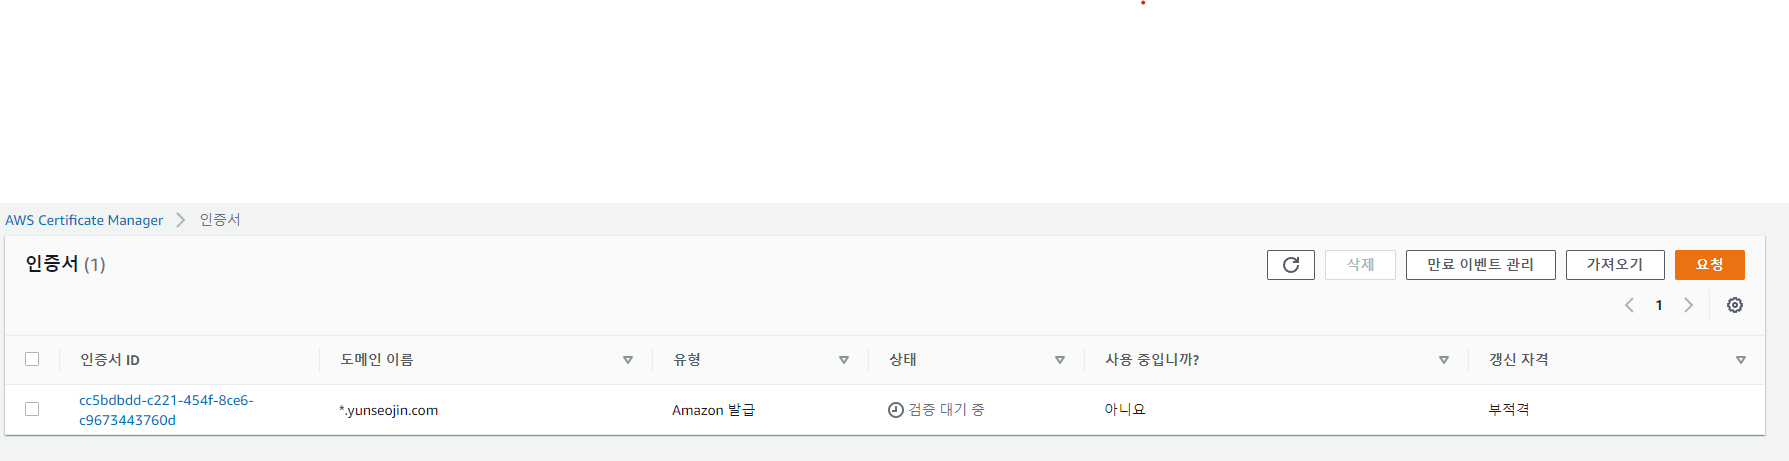 AWS Certificate Manager 인증서
인증서 (1)
삭제 만료 이벤트 관리 가져오기 요청
1
인증서 ID 도메인 이름 유형 상태 사용 중입니까? 갱신 자격
cc5bdbdd-c221-454f-8ce6-
c9673443760d
*.yunseojin.com Amazon 발급 검증 대기 중 아니요 부적격